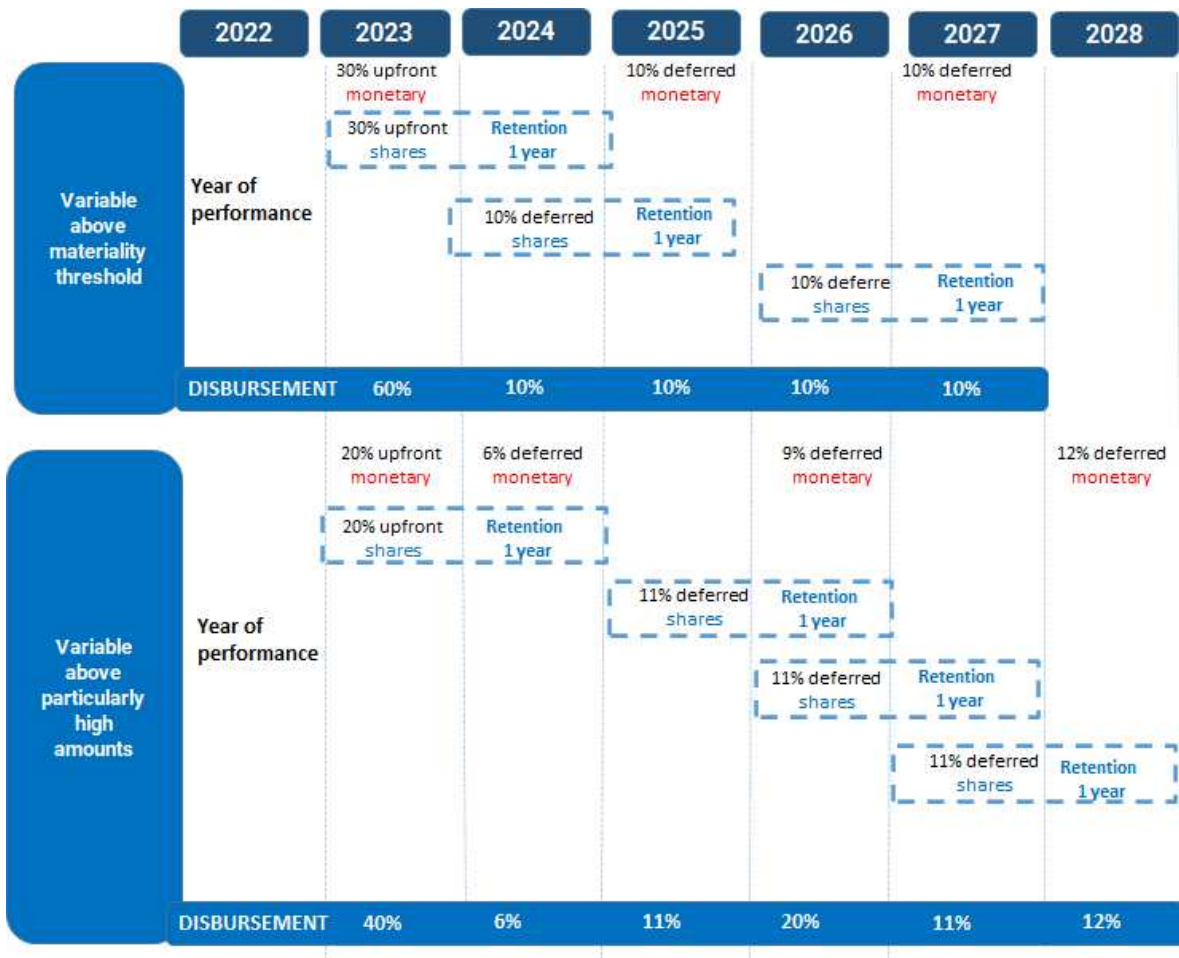 2022 2023 2024 2025 2026 2027 2028
Variable
above
materiality
threshold
Year of
performance
30% upfront
monetary
10% deferred
monetary
10% deferred
monetary
30% upfront
shares
Retention
1 year
10% deferred
shares
Retention
1 year
10% deferre
shares
Retention
1 year
DISBURSEMENT 60% 10% 10% 10% 10%
Variable
above
particularly
high
amounts
Year of
performance
20% upfront
monetary
6% deferred
monetary
9% deferred
monetary
12% deferred
monetary
20% upfront
shares
Retention
1 year
11% deferred
shares
Retention
1 year
11% deferred
shares
Retention
1 year
11% deferred
shares
Retention
1 year
DISBURSEMENT 40% 6% 11% 20% 11% 12%